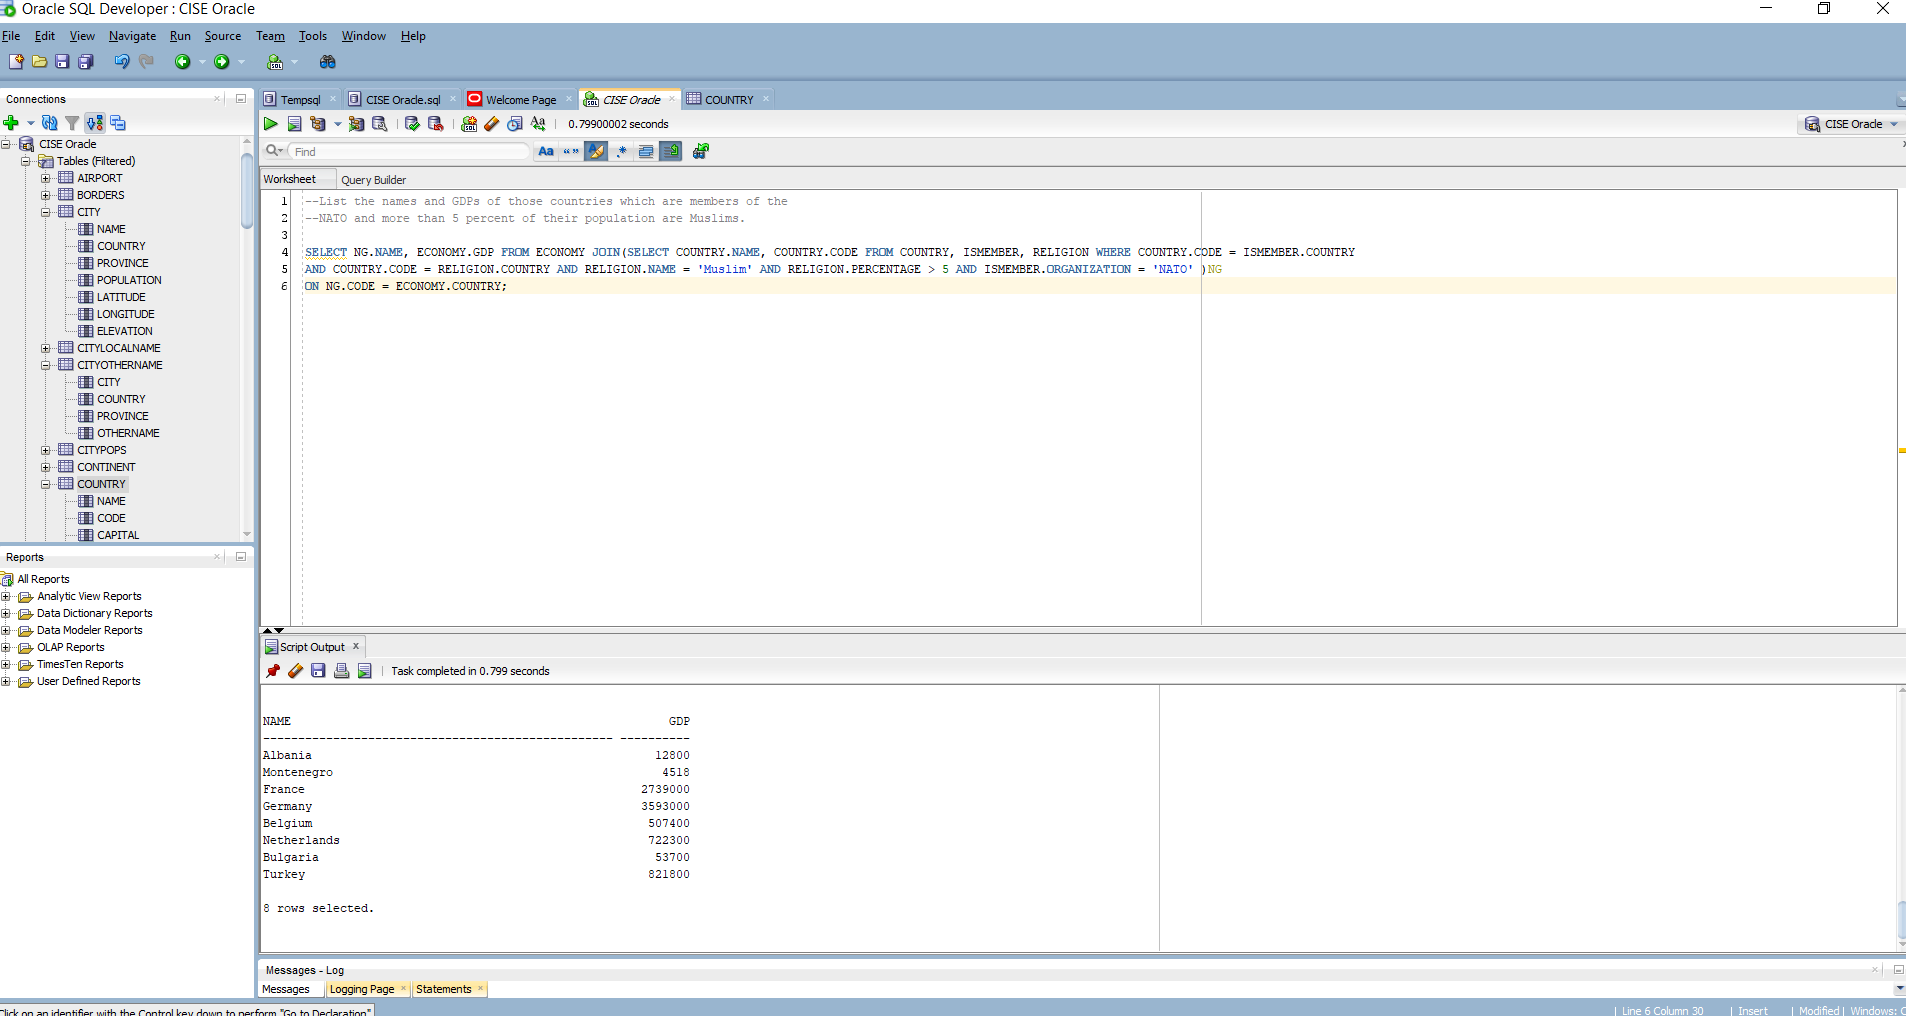 Oracle SQL Developer : CISE Oracle
File Edit View Navigate Run Source Team Tools Window Help
Connections
CISE Oracle
Tables (Filtered)
AIRPORT
BORDERS
CITY
NAME
COUNTRY
PROVINCE
POPULATION
LATITUDE
LONGITUDE
ELEVATION
CITYLOCALNAME
CITYOTHERNAME
CITY
COUNTRY
PROVINCE
OTHERNAME
CITYPOPS
CONTINENT
COUNTRY
NAME
CODE
CAPITAL
Reports
All Reports
Analytic View Reports
Data Dictionary Reports
Data Modeler Reports
OLAP Reports
TimesTen Reports
User Defined Reports
Tempsql CISE Oracle.sql Welcome Page CISE Oracle COUNTRY
0.79900002 seconds
CISE Oracle
Find
Worksheet Query Builder
1 --List the names and GDPs of those countries which are members of the
2 --NATO and more than 5 percent of their population are Muslims.
3
4 SELECT NG.NAME, ECONOMY.GDP FROM ECONOMY JOIN(SELECT COUNTRY.NAME, COUNTRY.CODE FROM COUNTRY, ISMEMBER, RELIGION WHERE COUNTRY.CODE = ISMEMBER.COUNTRY
5 AND COUNTRY.CODE = RELIGION.COUNTRY AND RELIGION.NAME = 'Muslim' AND RELIGION.PERCENTAGE > 5 AND ISMEMBER.ORGANIZATION = 'NATO' )NG
6 ON NG.CODE = ECONOMY.COUNTRY;
Script Output
Task completed in 0.799 seconds
NAME GDP
-------------------------------------------------- ----------
Albania 12800
Montenegro 4518
France 2739000
Germany 3593000
Belgium 507400
Netherlands 722300
Bulgaria 53700
Turkey 821800
8 rows selected.
Messages - Log
Messages Logging Page Statements
Click on an identifier with the Control key down to perform "Go to Declaration"
Line 6 Column 30 | Insert | Modified | Windows: